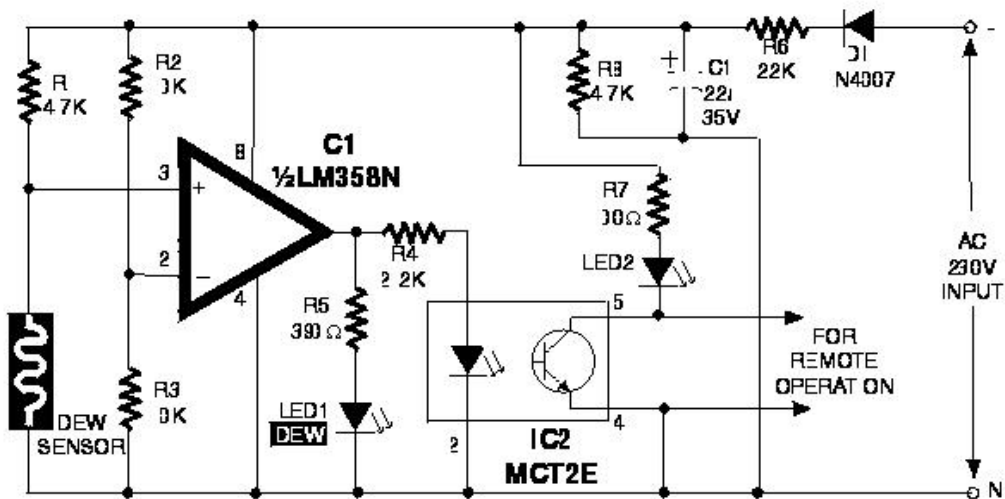 R
4.7K
R2
R6
22K
D1
N4007
R8
4.7K
+
C1
35V
C1
½LM358N
8
3
+
2
−
4
R4
2.2K
R5
390Ω
R7
LED2
5
AC
230V
INPUT
FOR
REMOTE
OPERATION
R3
DEW
SENSOR
LED1
DEW
2
IC2
MCT2E
4
N